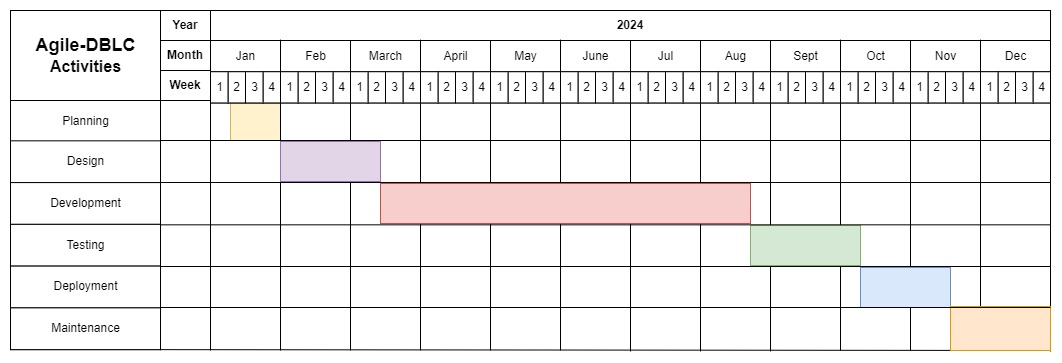 Agile-DBLC
Activities
Year
2024
Month
Jan Feb March April May June Jul Aug Sept Oct Nov Dec
Week
1 2 3 4 1 2 3 4 1 2 3 4 1 2 3 4 1 2 3 4 1 2 3 4 1 2 3 4 1 2 3 4 1 2 3 4 1 2 3 4 1 2 3 4 1 2 3 4
Planning
Design
Development
Testing
Deployment
Maintenance